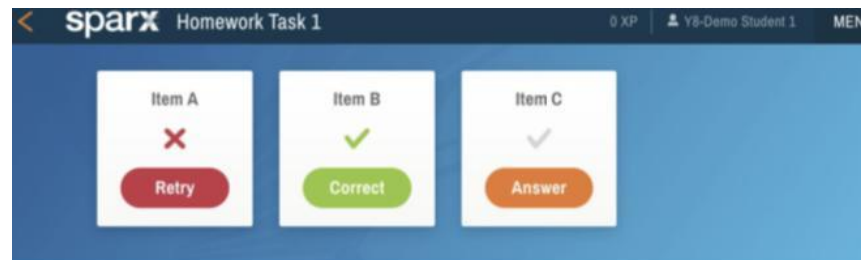 sparx Homework Task 1 0 XP Y8-Demo Student 1 MEN
Item A Item B Item C
Retry Correct Answer